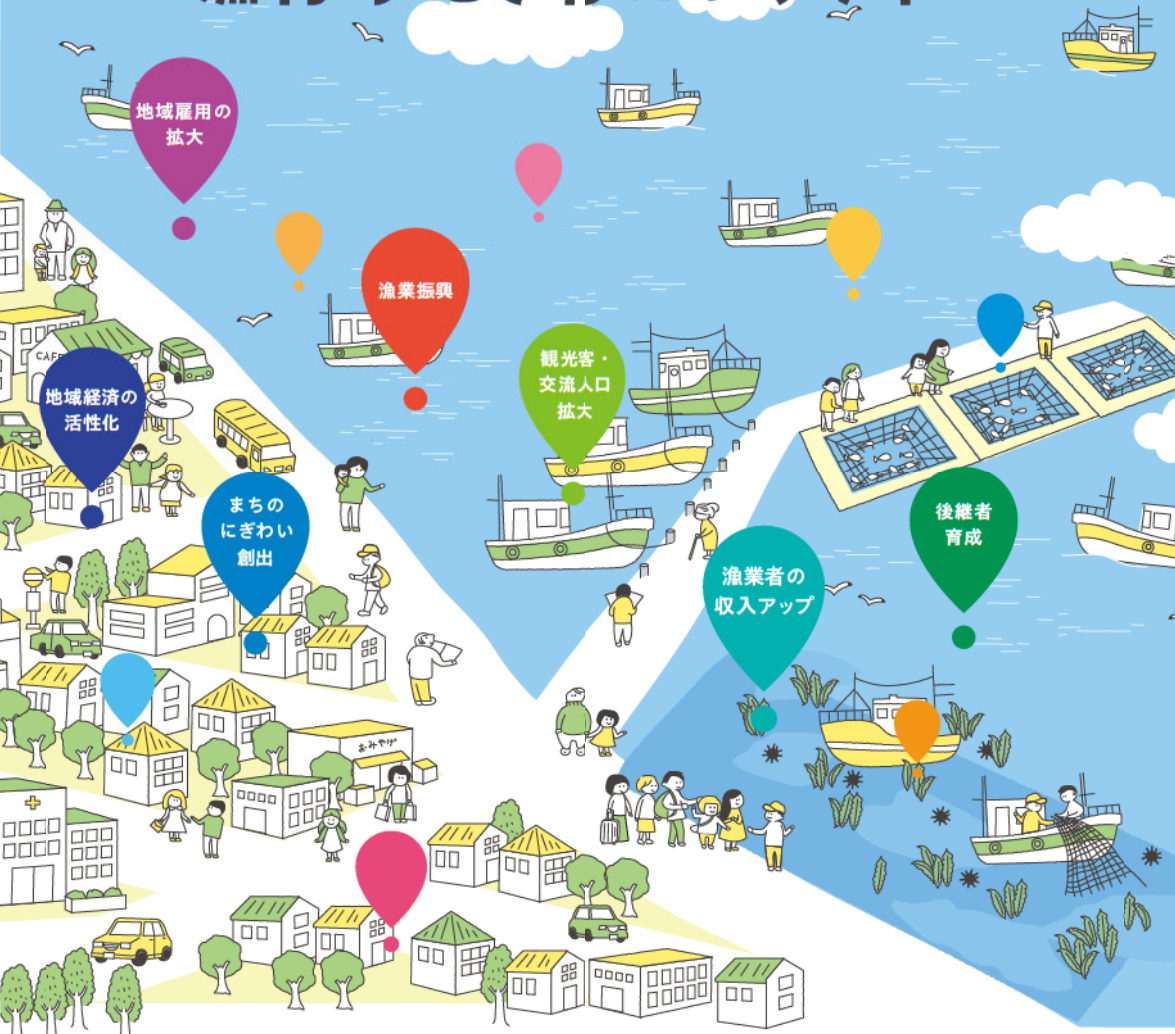 地域雇用の
拡大
漁業振興
観光客・
交流人口
拡大
地域経済の
活性化
まちの
にぎわい
創出
漁業者の
収入アップ
後継者
育成
おみやげ